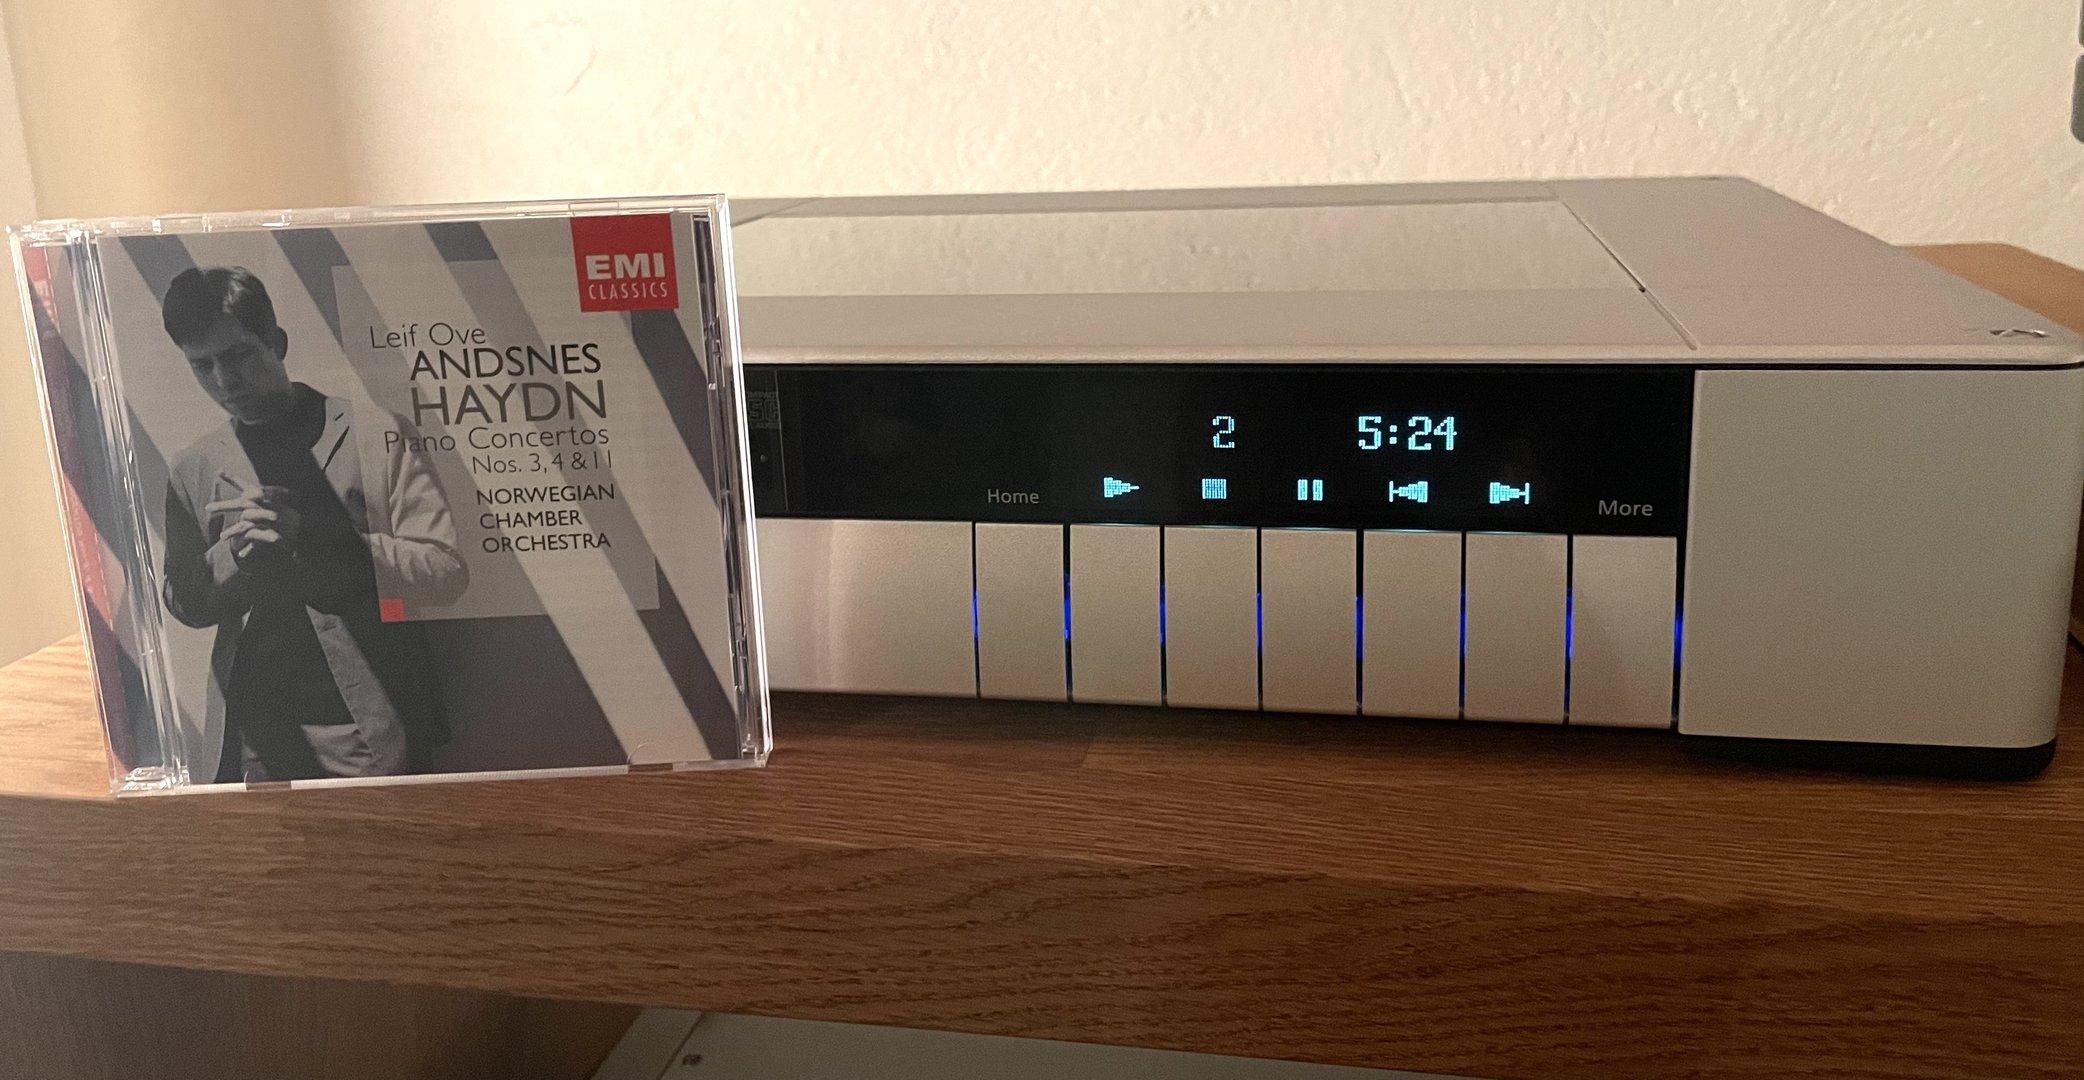 EMI
CLASSICS
Leif Ove
ANDSNES
HAYDN
Piano Concertos
Nos. 3, 4 & 11
NORWEGIAN
CHAMBER
ORCHESTRA
2 5:24
Home
More